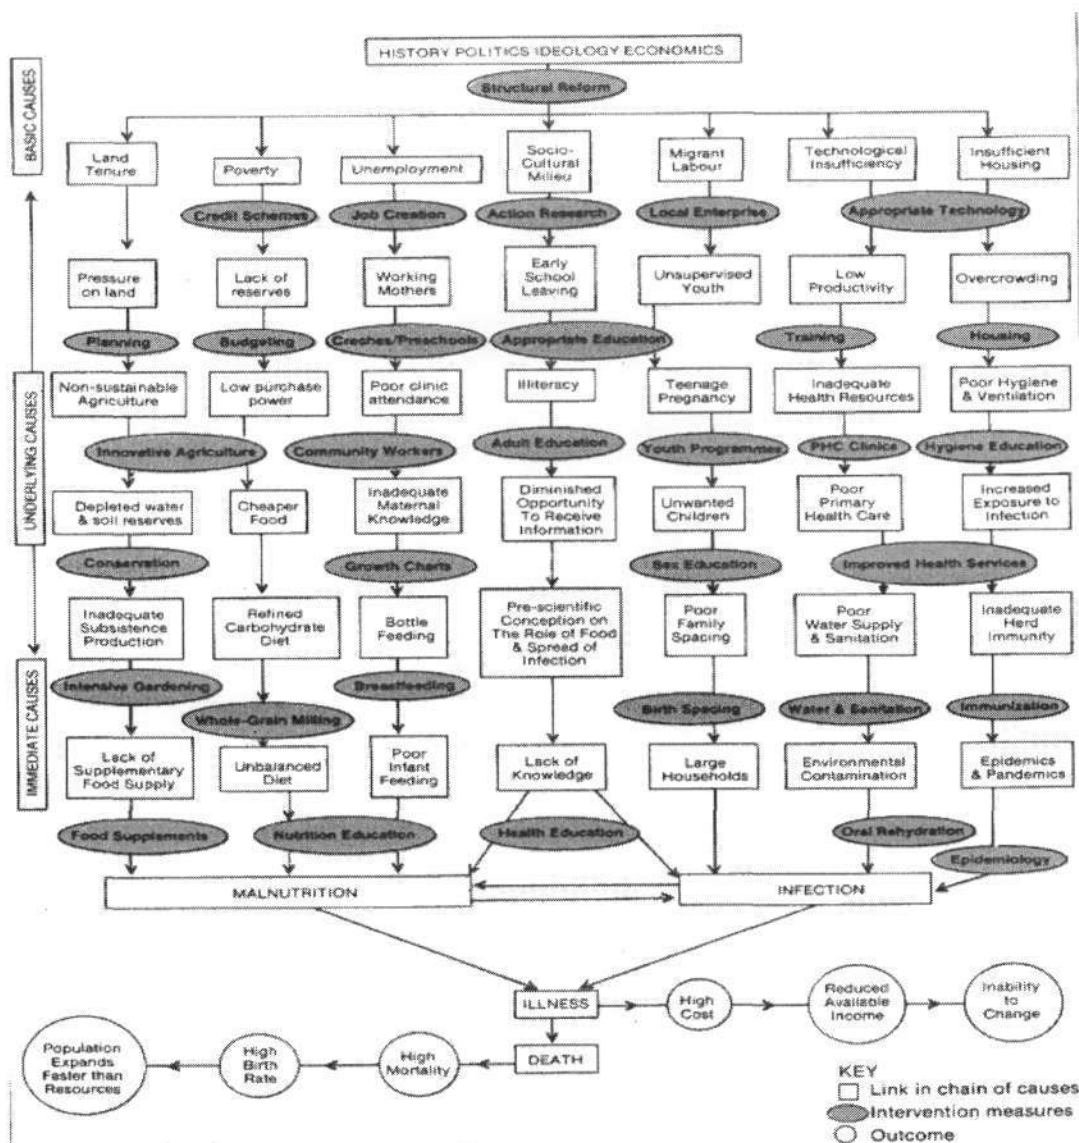 HISTORY POLITICS IDEOLOGY ECONOMICS
Structural Reform
BASIC CAUSES
Land
Tenure
Poverty
Unemployment
Socio-
Cultural
Milieu
Migrant
Labour
Technological
Insufficiency
Insufficient
Housing
Credit Schemes
Job Creation
Action Research
Local Enterprise
Appropriate Technology
Pressure
on land
Lack of
reserves
Working
Mothers
Early
School
Leaving
Unsupervised
Youth
Low
Productivity
Overcrowding
Planning
Budgeting
Creches/Preschools
Appropriate Education
Training
Housing
UNDERLYING CAUSES
Non-sustainable
Agriculture
Low purchase
power
Poor clinic
attendance
Illiteracy
Teenage
Pregnancy
Inadequate
Health Resources
Poor Hygiene
& Ventilation
Innovative Agriculture
Community Workers
Adult Education
Youth Programmes
PHC Clinics
Hygiene Education
Depleted water
& soil reserves
Cheaper
Food
Inadequate
Maternal
Knowledge
Diminished
Opportunity
To Receive
Information
Unwanted
Children
Poor
Primary
Health Care
Increased
Exposure to
Infection
Conservation
Growth Charts
Sex Education
Improved Health Services
Inadequate
Subsistence
Production
Refined
Carbohydrate
Diet
Bottle
Feeding
Pre-scientific
Conception on
The Role of Food
& Spread of
Infection
Poor
Family
Spacing
Poor
Water Supply
& Sanitation
Inadequate
Herd
Immunity
IMMEDIATE CAUSES
Intensive Gardening
Whole-Grain Milling
Breastfeeding
Birth Spacing
Water & Sanitation
Immunization
Lack of
Supplementary
Food Supply
Unbalanced
Diet
Poor
Infant
Feeding
Lack of
Knowledge
Large
Households
Environmental
Contamination
Epidemics
& Pandemics
Food Supplements
Nutrition Education
Health Education
Oral Rehydration
Epidemiology
MALNUTRITION
INFECTION
ILLNESS
High
Cost
Reduced
Available
Income
Inability
to
Change
DEATH
High
Mortality
High
Birth
Rate
Population
Expands
Faster than
Resources
KEY
Link in chain of causes
Intervention measures
Outcome